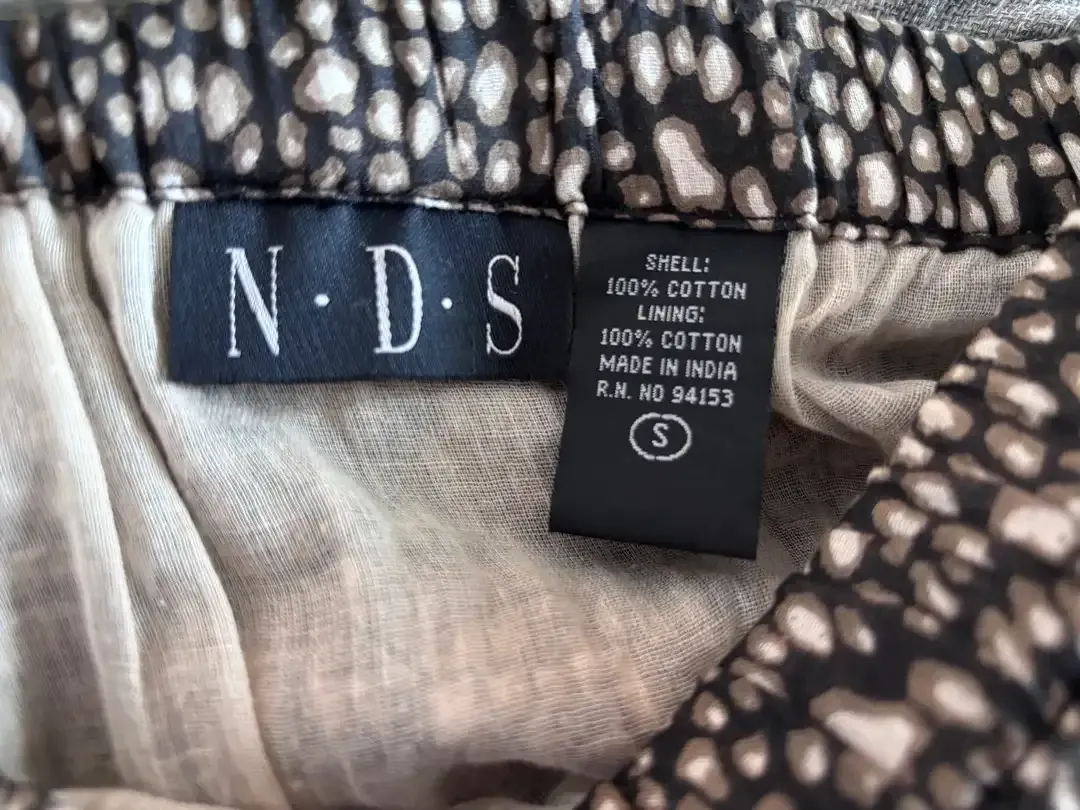 N·D·S
SHELL:
100% COTTON
LINING:
100% COTTON
MADE IN INDIA
R.N. NO 94153
S